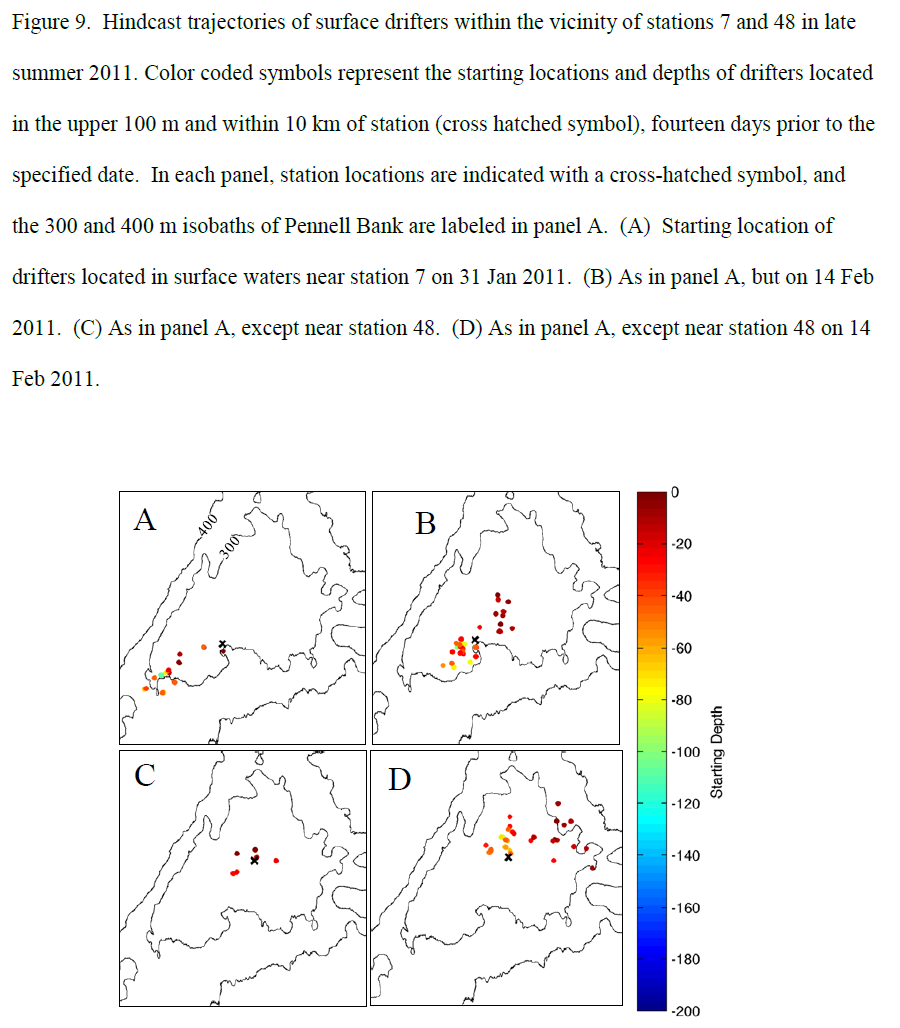 Figure 9.  Hindcast trajectories of surface drifters within the vicinity of stations 7 and 48 in late
summer 2011. Color coded symbols represent the starting locations and depths of drifters located
in the upper 100 m and within 10 km of station (cross hatched symbol), fourteen days prior to the
specified date.  In each panel, station locations are indicated with a cross-hatched symbol, and
the 300 and 400 m isobaths of Pennell Bank are labeled in panel A.  (A)  Starting location of
drifters located in surface waters near station 7 on 31 Jan 2011.  (B) As in panel A, but on 14 Feb
2011.  (C) As in panel A, except near station 48.  (D) As in panel A, except near station 48 on 14
Feb 2011.
A
400
300
B
C
D
0
-20
-40
-60
-80
-100
-120
-140
-160
-180
-200
Starting Depth